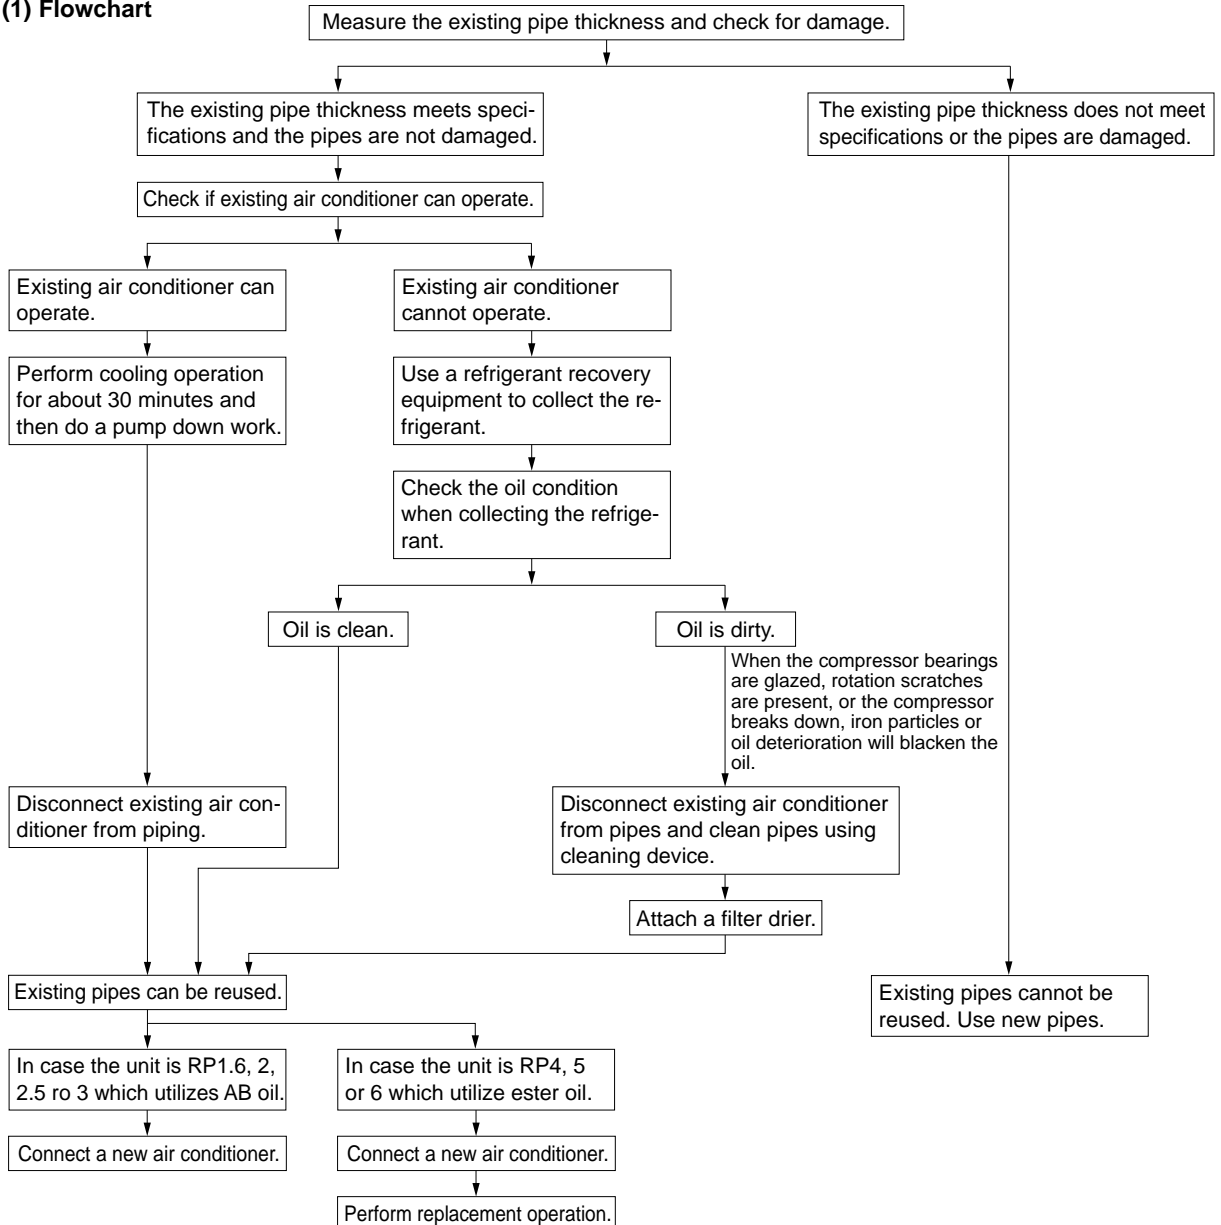 (1) Flowchart
Measure the existing pipe thickness and check for damage.
The existing pipe thickness meets speci-
fications and the pipes are not damaged.
The existing pipe thickness does not meet
specifications or the pipes are damaged.
Check if existing air conditioner can operate.
Existing air conditioner can
operate.
Existing air conditioner
cannot operate.
Perform cooling operation
for about 30 minutes and
then do a pump down work.
Use a refrigerant recovery
equipment to collect the re-
frigerant.
Check the oil condition
when collecting the refrige-
rant.
Oil is clean.
Oil is dirty.
When the compressor bearings
are glazed, rotation scratches
are present, or the compressor
breaks down, iron particles or
oil deterioration will blacken the
oil.
Disconnect existing air con-
ditioner from piping.
Disconnect existing air conditioner
from pipes and clean pipes using
cleaning device.
Attach a filter drier.
Existing pipes can be reused.
Existing pipes cannot be
reused. Use new pipes.
In case the unit is RP1.6, 2,
2.5 ro 3 which utilizes AB oil.
In case the unit is RP4, 5
or 6 which utilize ester oil.
Connect a new air conditioner.
Connect a new air conditioner.
Perform replacement operation.